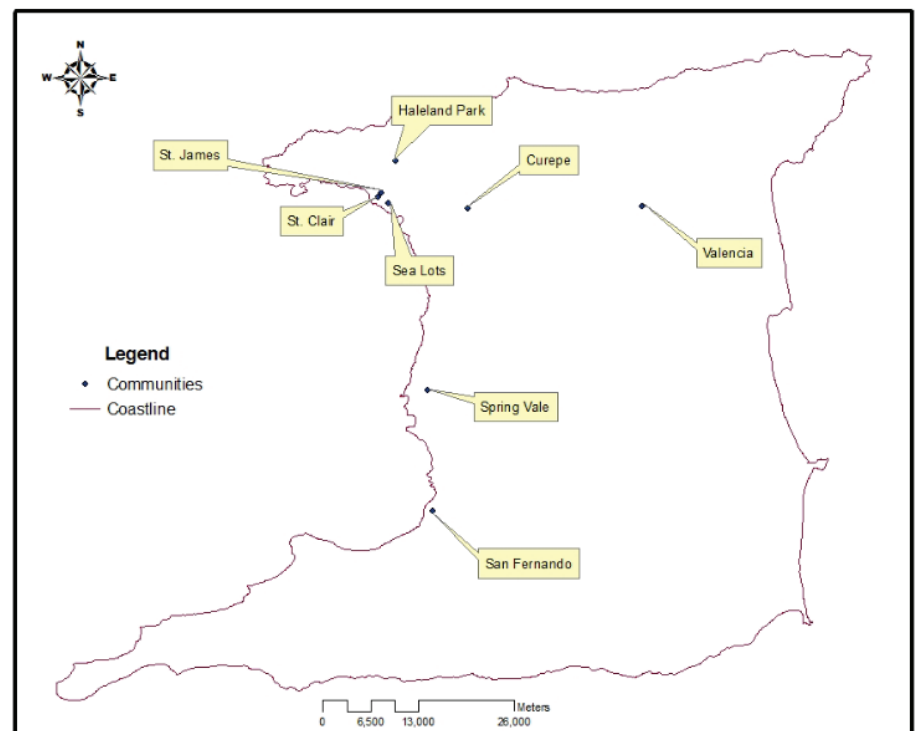 N
W E
S
Haleland Park
St. James
Curepe
St. Clair
Valencia
Sea Lots
Legend
Communities
Coastline
Spring Vale
San Fernando
Meters
0 6,500 13,000 26,000